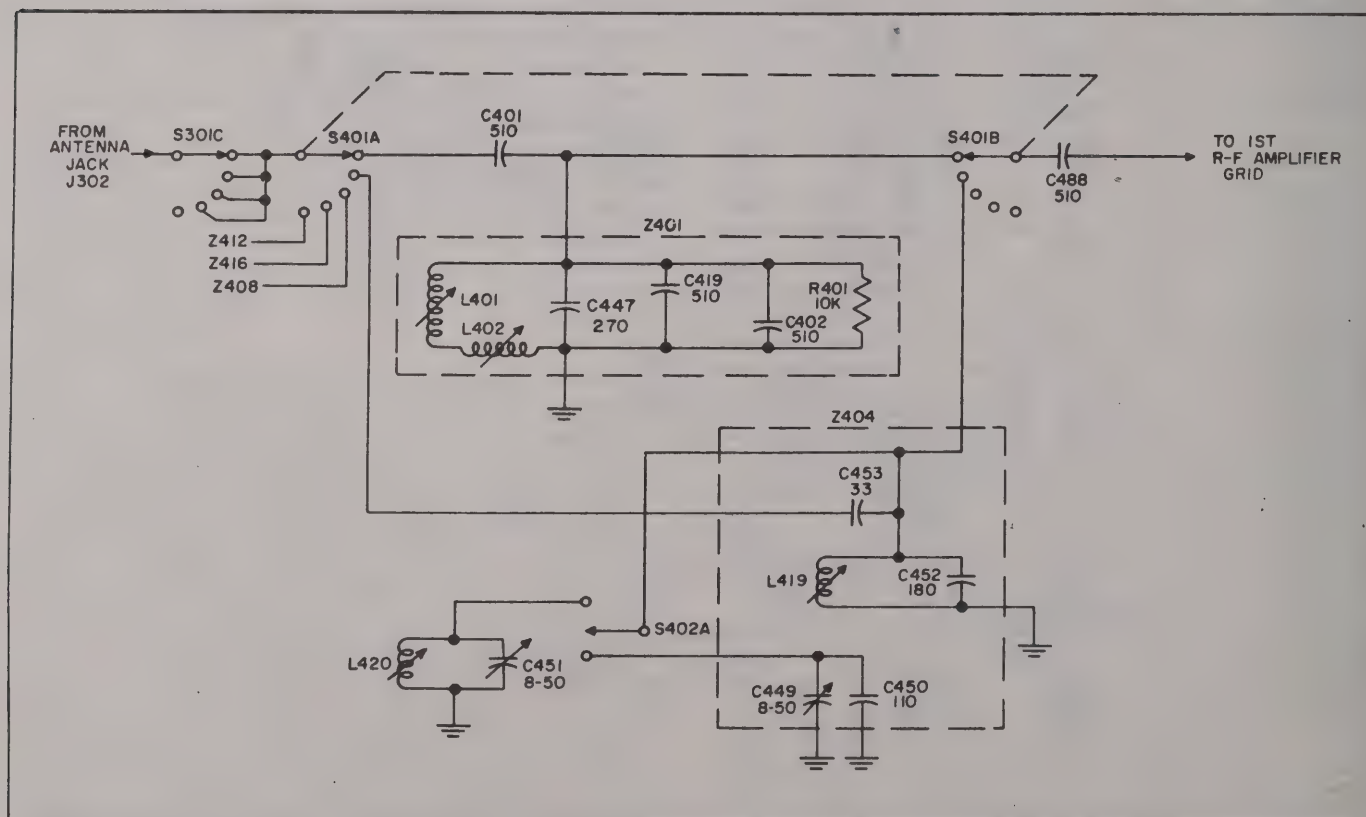 FROM
ANTENNA
JACK
J302
S301C
S401A
C401
510
S401B
C488
510
TO 1ST
R-F AMPLIFIER
GRID
Z412
Z416
Z408
Z401
L401
L402
C447
270
C419
510
C402
510
R401
10K
Z404
C453
33
L419
C452
180
S402A
L420
C451
8-50
C449
8-50
C450
110